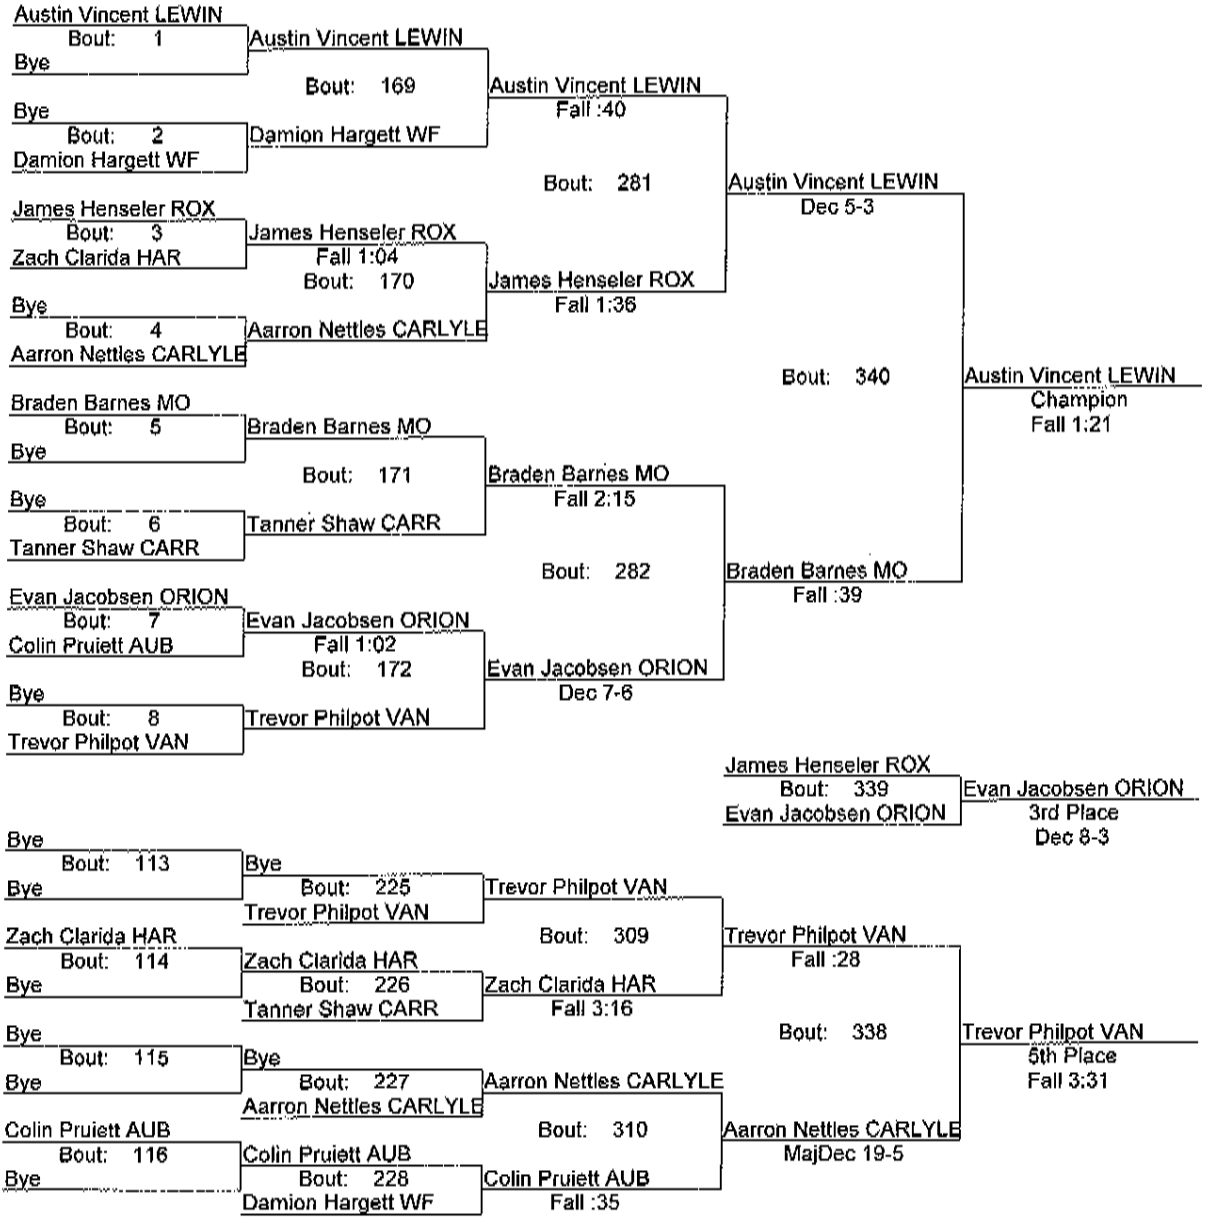 Austin Vincent LEWIN
Bout: 1
Bye
Austin Vincent LEWIN
Bout: 169
Bye
Bout: 2
Damion Hargett WF
Damion Hargett WF
Austin Vincent LEWIN
Fall :40
Bout: 281
James Henseler ROX
Bout: 3
Zach Clarida HAR
James Henseler ROX
Fall 1:04
Bout: 170
Bye
Bout: 4
Aarron Nettles CARLYLE
Aarron Nettles CARLYLE
James Henseler ROX
Fall 1:36
Austin Vincent LEWIN
Dec 5-3
Bout: 340
Braden Barnes MO
Bout: 5
Bye
Braden Barnes MO
Bout: 171
Bye
Bout: 6
Tanner Shaw CARR
Tanner Shaw CARR
Braden Barnes MO
Fall 2:15
Bout: 282
Evan Jacobsen ORION
Bout: 7
Colin Pruiett AUB
Evan Jacobsen ORION
Fall 1:02
Bout: 172
Bye
Bout: 8
Trevor Philpot VAN
Trevor Philpot VAN
Evan Jacobsen ORION
Dec 7-6
Braden Barnes MO
Fall :39
Austin Vincent LEWIN
Champion
Fall 1:21
James Henseler ROX
Bout: 339
Evan Jacobsen ORION
Evan Jacobsen ORION
3rd Place
Dec 8-3
Bye
Bout: 113
Bye
Bye
Bout: 225
Trevor Philpot VAN
Trevor Philpot VAN
Bout: 309
Zach Clarida HAR
Bout: 114
Bye
Zach Clarida HAR
Bout: 226
Tanner Shaw CARR
Zach Clarida HAR
Fall 3:16
Trevor Philpot VAN
Fall :28
Bout: 338
Bye
Bout: 115
Bye
Bye
Bout: 227
Aarron Nettles CARLYLE
Aarron Nettles CARLYLE
Bout: 310
Colin Pruiett AUB
Bout: 116
Bye
Colin Pruiett AUB
Bout: 228
Damion Hargett WF
Colin Pruiett AUB
Fall :35
Aarron Nettles CARLYLE
MajDec 19-5
Trevor Philpot VAN
5th Place
Fall 3:31